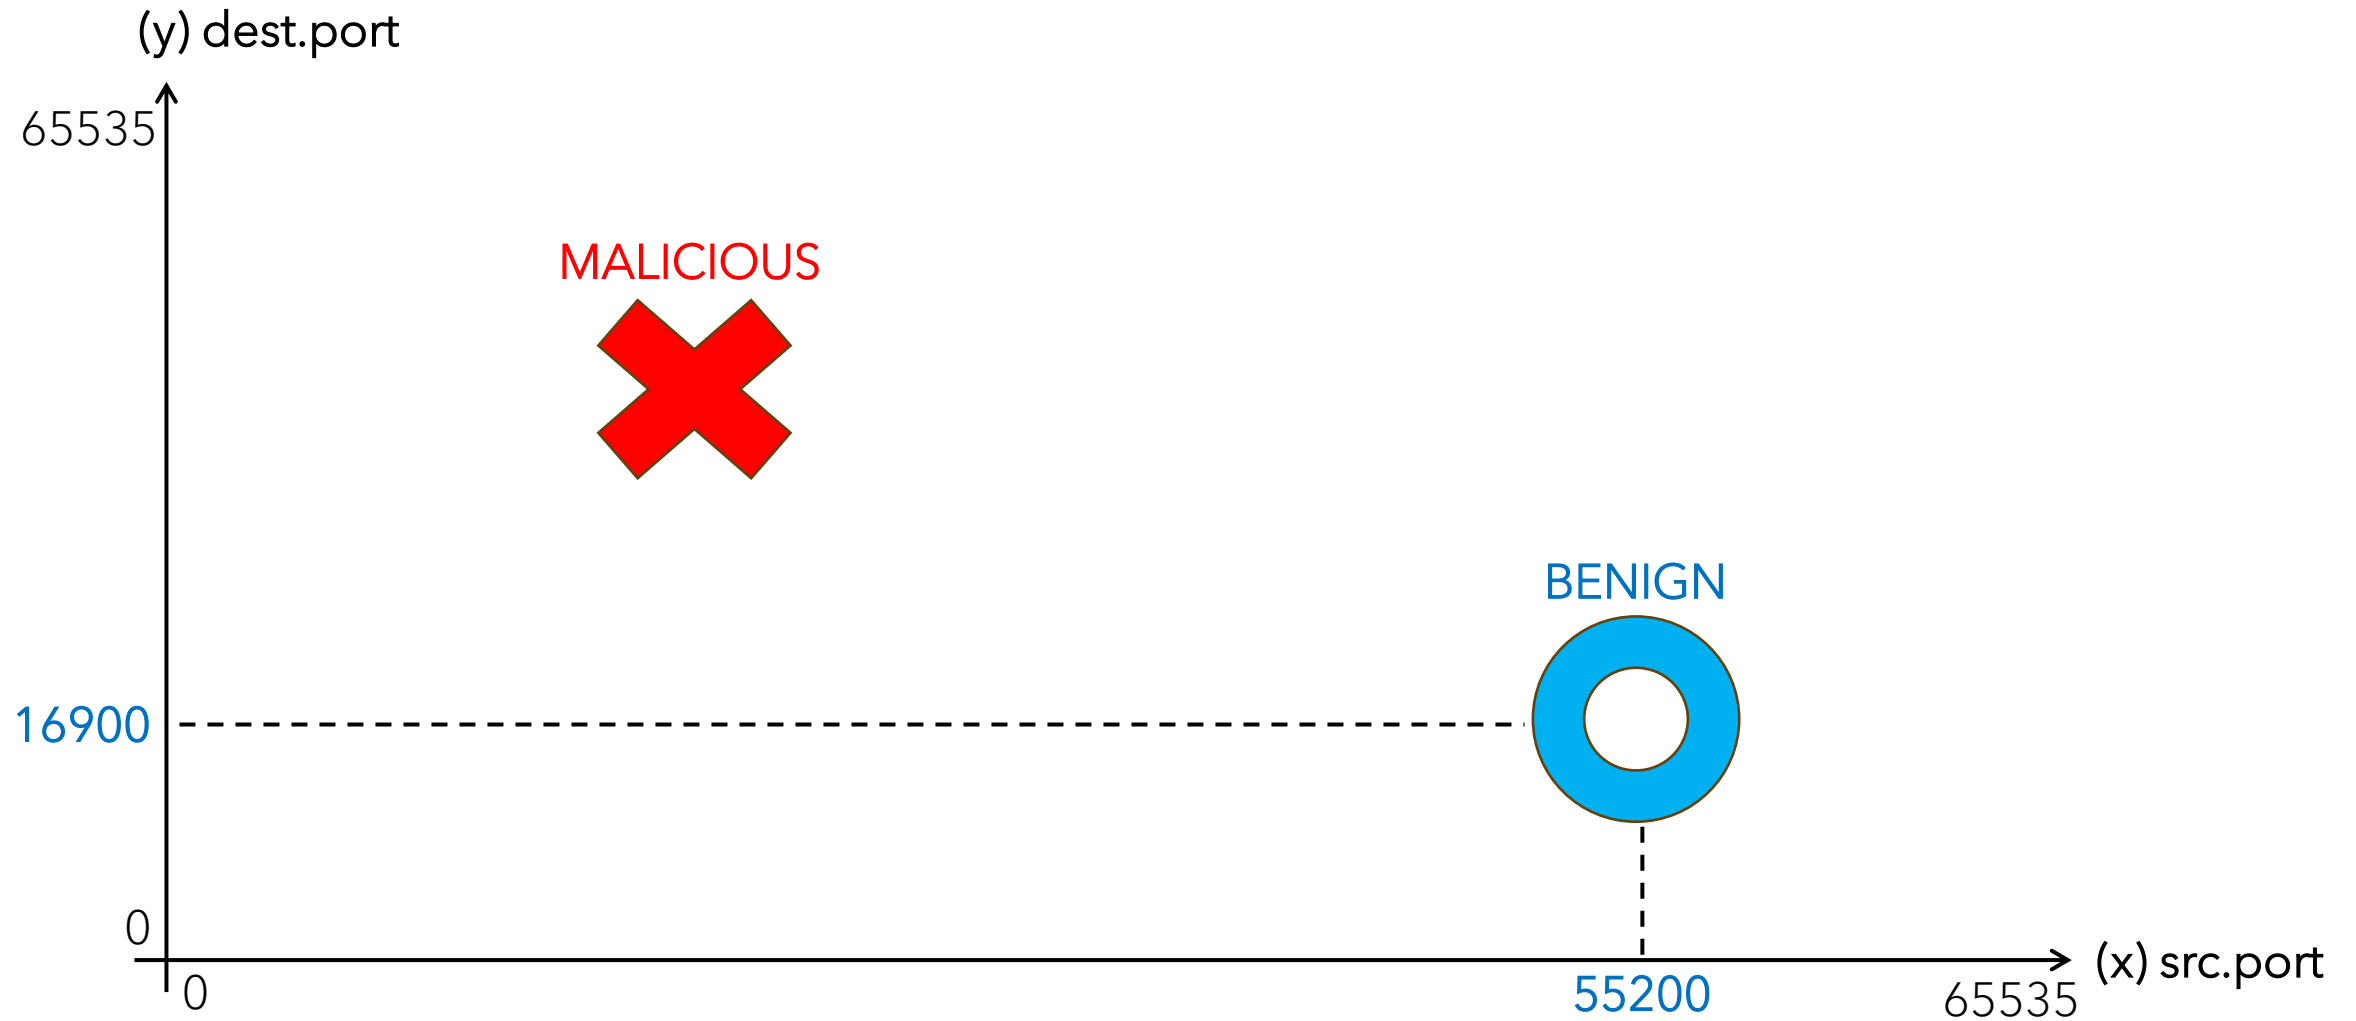 (y) dest.port
65535
MALICIOUS
BENIGN
16900
0
(x) src.port
0
55200
65535